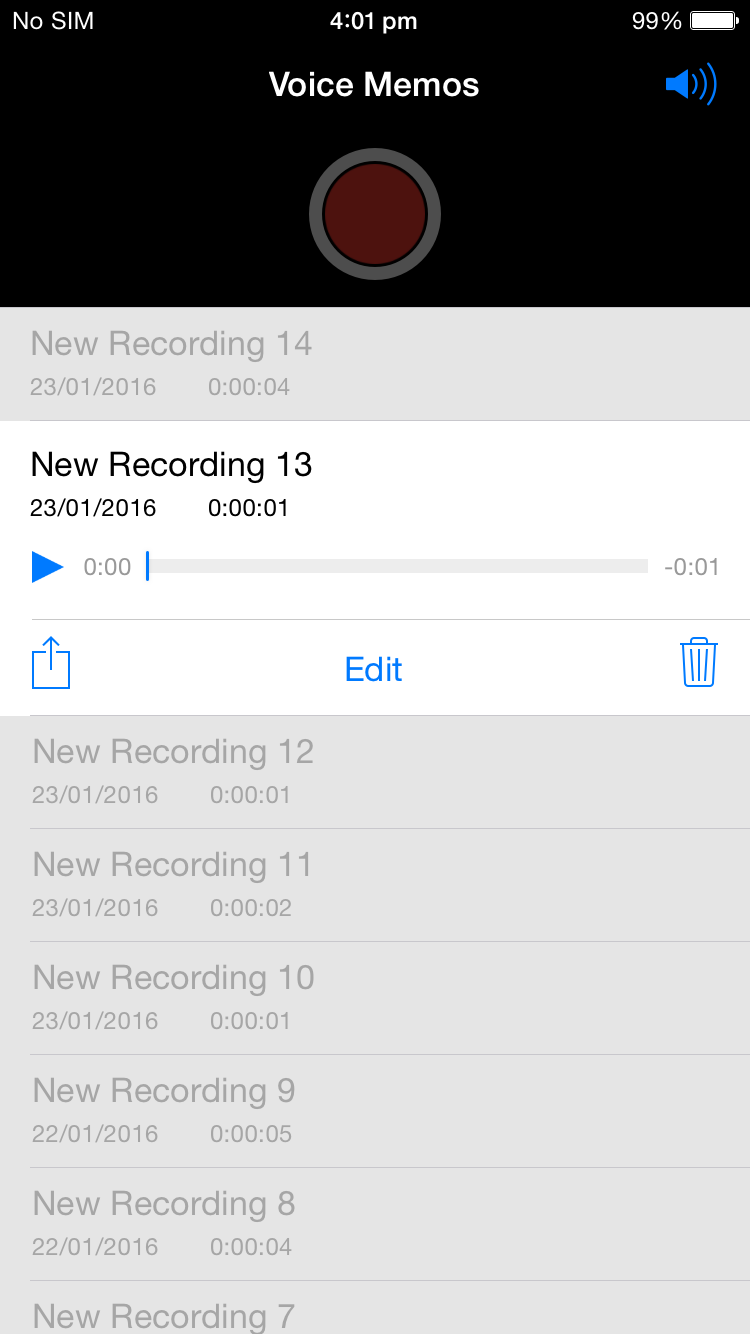 No SIM 4:01 pm 99%
Voice Memos
New Recording 14
23/01/2016 0:00:04
New Recording 13
23/01/2016 0:00:01
0:00 -0:01
Edit
New Recording 12
23/01/2016 0:00:01
New Recording 11
23/01/2016 0:00:02
New Recording 10
23/01/2016 0:00:01
New Recording 9
22/01/2016 0:00:05
New Recording 8
22/01/2016 0:00:04
New Recording 7